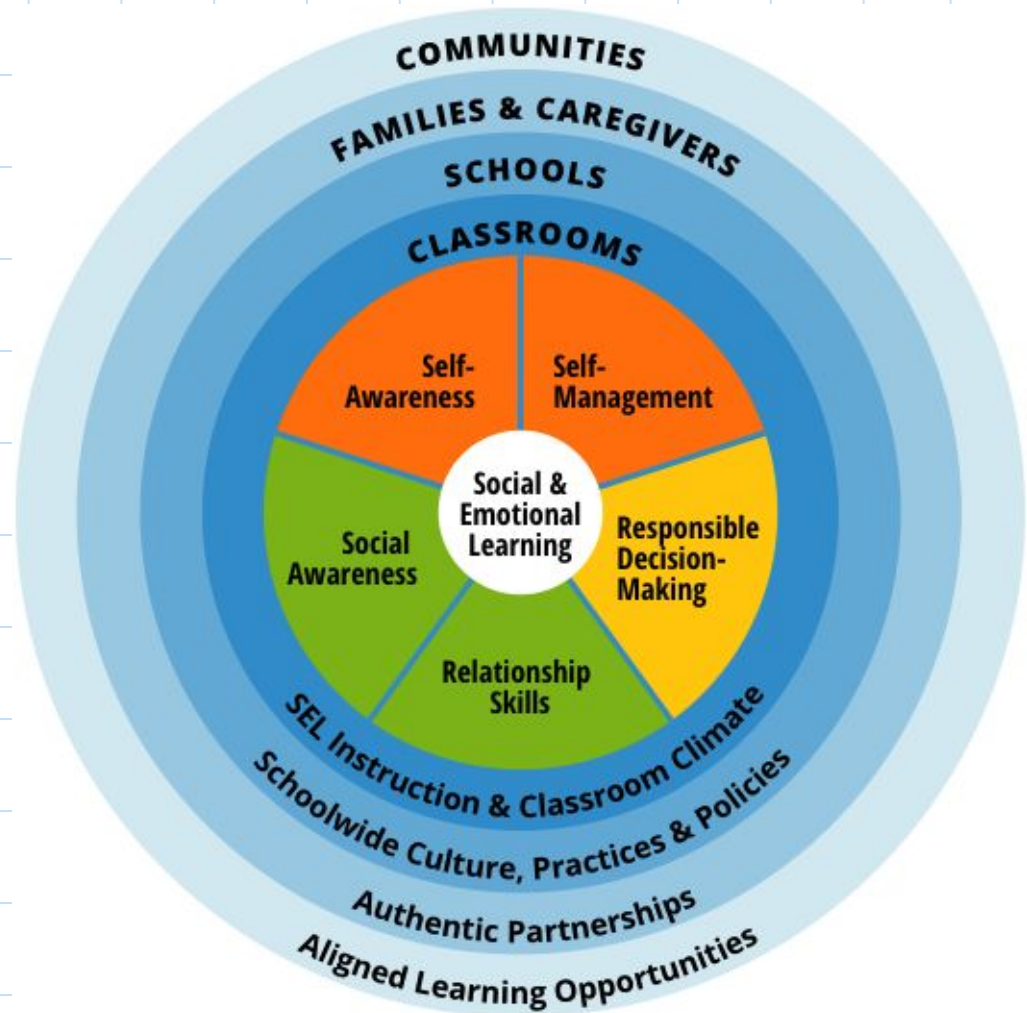 COMMUNITIES
FAMILIES & CAREGIVERS
SCHOOLS
CLASSROOMS
Self-
Awareness
Self-
Management
Social &
Emotional
Learning
Social
Awareness
Responsible
Decision-
Making
Relationship
Skills
SEL Instruction & Classroom Climate
Schoolwide Culture, Practices & Policies
Authentic Partnerships
Aligned Learning Opportunities